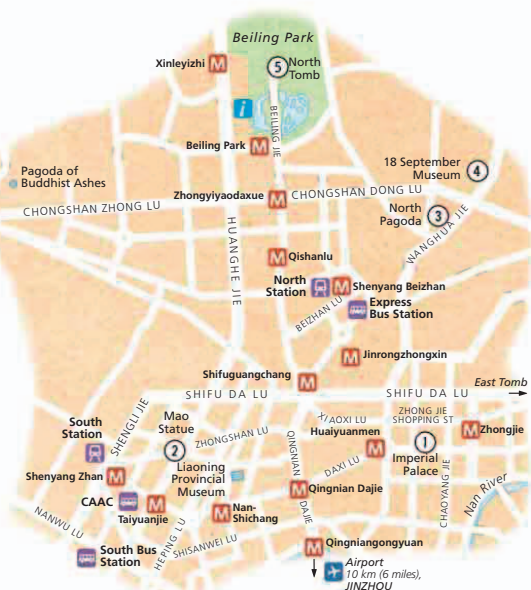 Beiling Park
Xinleyizhi
M
5
North
Tomb
i
BEILING JIE
Beiling Park
M
18 September
Museum
4
Pagoda of
Buddhist Ashes
Zhongyiyaodaxue
M
CHONGSHAN DONG LU
CHONGSHAN ZHONG LU
North
Pagoda
3
WANGHUA JIE
HUANGHE JIE
M
Qishanlu
North
Station
M
Shenyang Beizhan
Express
Bus Station
BEIZHAN LU
M
Jinrongzhongxin
Shifuguangchang
M
East Tomb
SHIFU DA LU
SHIFU DA LU
SHENGLI JIE
Mao
Statue
2
XIAOXI LU
ZHONG JIE
SHOPPING ST
M
Zhongjie
South
Station
ZHONGSHAN LU
Huaiyuanmen
M
1
Imperial
Palace
QINGNIAN
DAJIE
DAXI LU
CHAOYANG JIE
Nan River
Shenyang Zhan
M
Liaoning
Provincial
Museum
M
Qingnian Dajie
CAAC
M
Taiyuanjie
M
Nan-
Shichang
NANWU LU
HEPING LU
SHISANWEI LU
South Bus
Station
M
Qingniangongyuan
Airport
10 km (6 miles),
JINZHOU